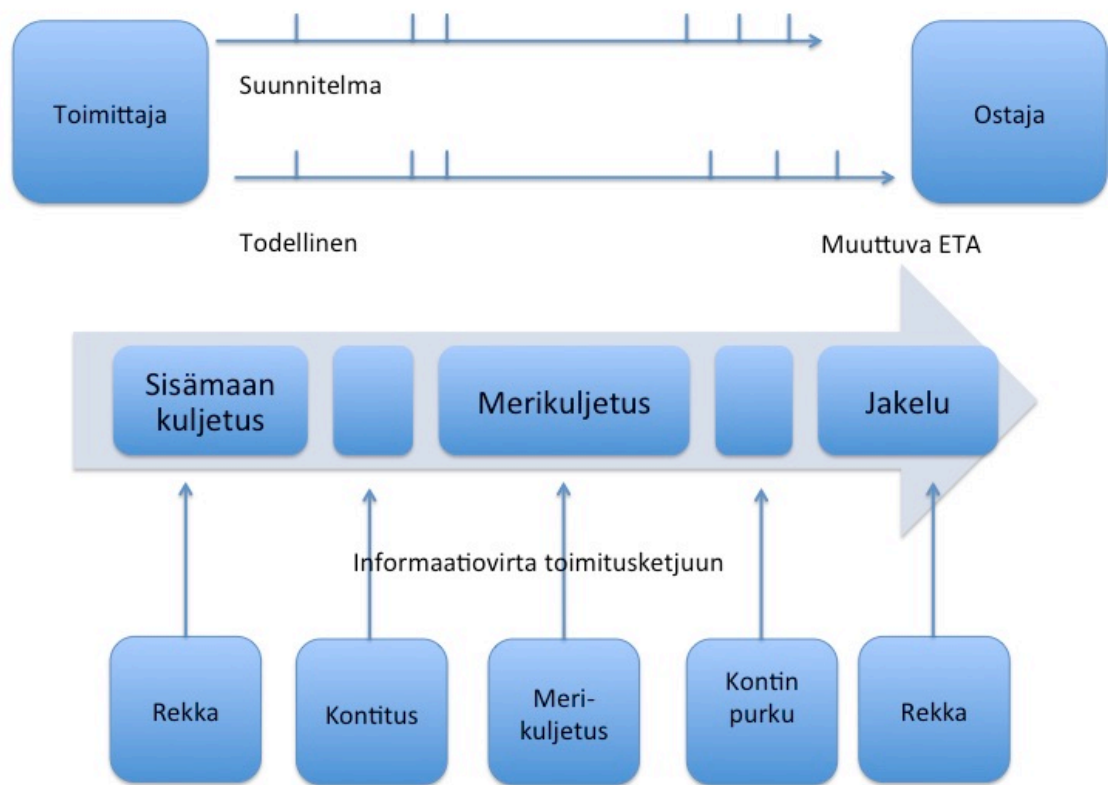 Toimittaja
Suunnitelma
Ostaja
Todellinen
Muuttuva ETA
Sisämaan
kuljetus
Merikuljetus
Jakelu
Informaatiovirta toimitusketjuun
Rekka
Kontitus
Meri-
kuljetus
Kontin
purku
Rekka